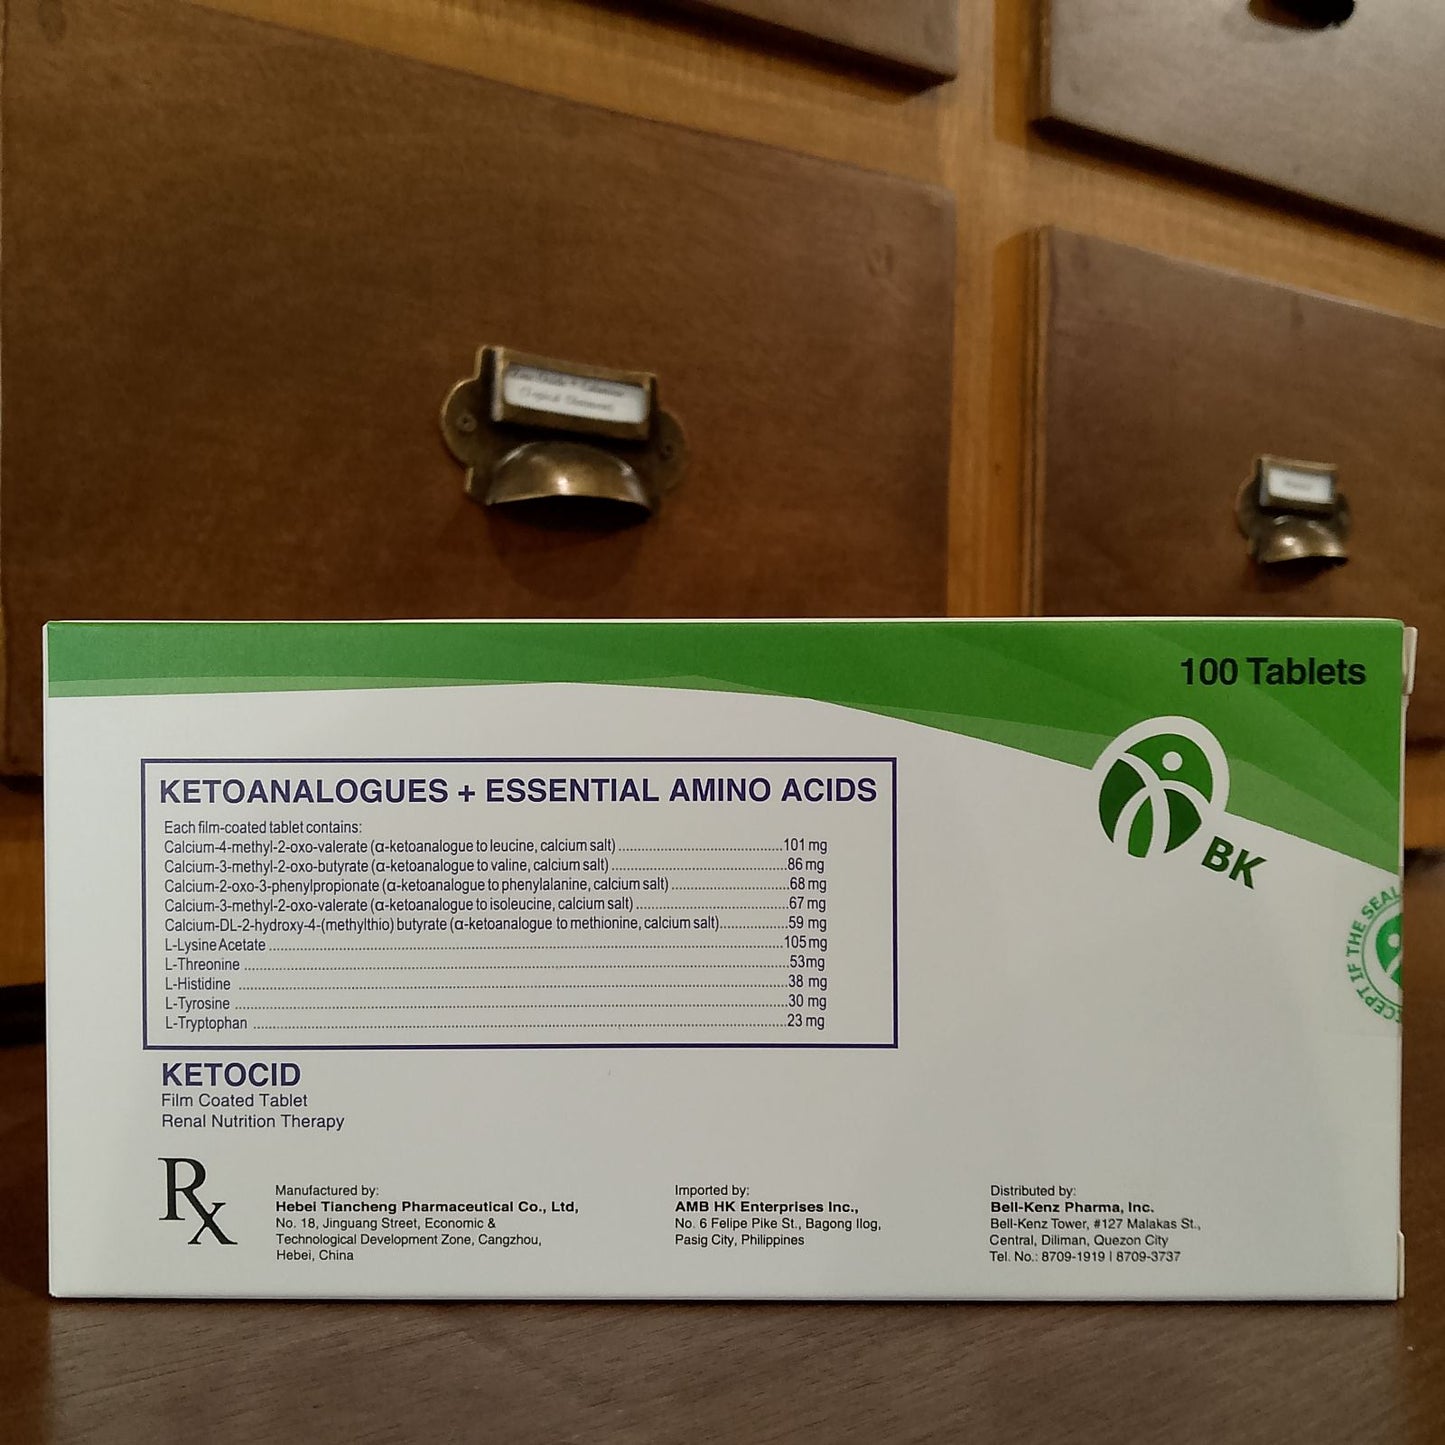 (Topical Ointment)
100 Tablets
BK
KETOANALOGUES + ESSENTIAL AMINO ACIDS
Each film-coated tablet contains:
Calcium-4-methyl-2-oxo-valerate (α-ketoanalogue to leucine, calcium salt) 101 mg
Calcium-3-methyl-2-oxo-butyrate (α-ketoanalogue to valine, calcium salt) 86 mg
Calcium-2-oxo-3-phenylpropionate (α-ketoanalogue to phenylalanine, calcium salt) 68 mg
Calcium-3-methyl-2-oxo-valerate (α-ketoanalogue to isoleucine, calcium salt) 67 mg
Calcium-DL-2-hydroxy-4-(methylthio) butyrate (α-ketoanalogue to methionine, calcium salt) 59 mg
L-Lysine Acetate 105 mg
L-Threonine 53mg
L-Histidine 38 mg
L-Tyrosine 30 mg
L-Tryptophan 23 mg
IF THE SEAL
KETOCID
Film Coated Tablet
Renal Nutrition Therapy
Rx
Manufactured by:
Hebei Tiancheng Pharmaceutical Co., Ltd,
No. 18, Jinguang Street, Economic &
Technological Development Zone, Cangzhou,
Hebei, China
Imported by:
AMB HK Enterprises Inc.,
No. 6 Felipe Pike St., Bagong Ilog,
Pasig City, Philippines
Distributed by:
Bell-Kenz Pharma, Inc.
Bell-Kenz Tower, #127 Malakas St.,
Central, Diliman, Quezon City
Tel. No.: 8709-1919 | 8709-3737